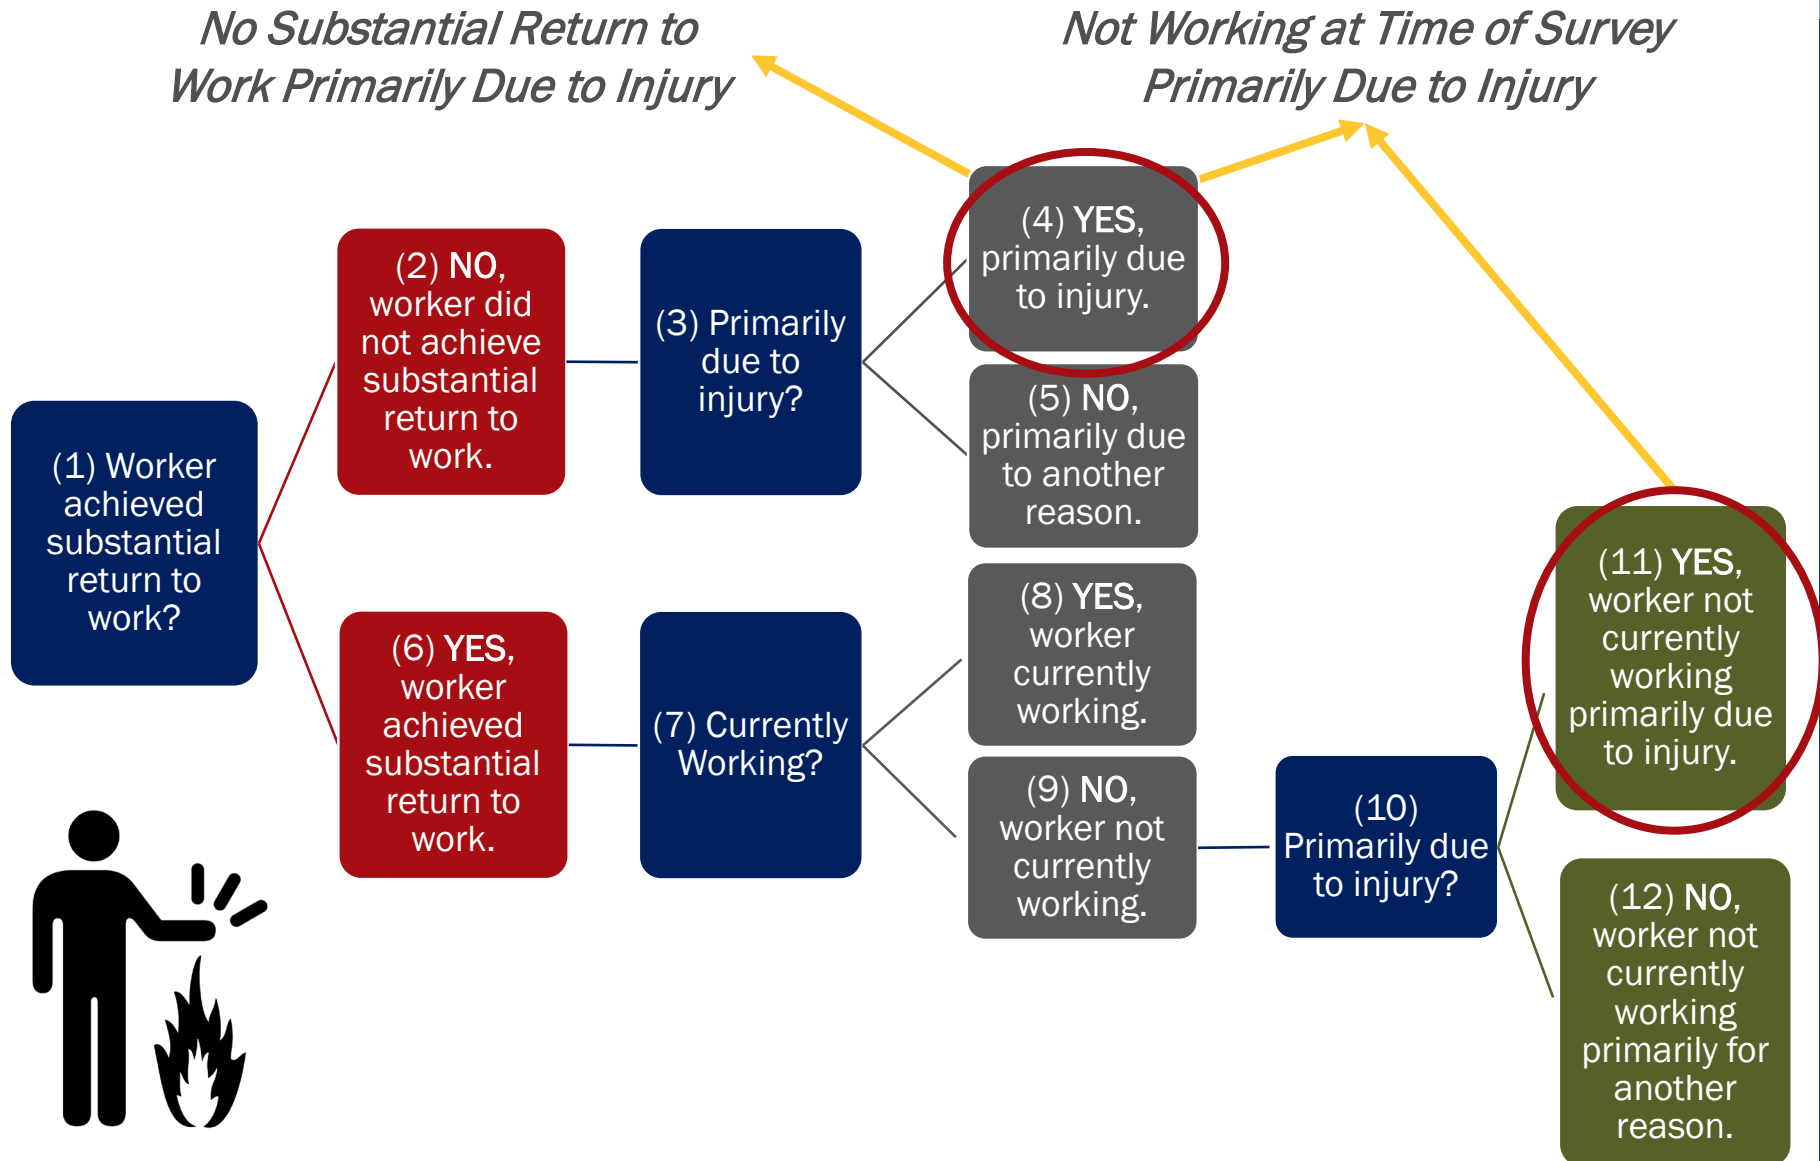 No Substantial Return to
Work Primarily Due to Injury
Not Working at Time of Survey
Primarily Due to Injury
(1) Worker
achieved
substantial
return to
work?
(2) NO,
worker did
not achieve
substantial
return to
work.
(3) Primarily
due to
injury?
(4) YES,
primarily due
to injury.
(5) NO,
primarily due
to another
reason.
(6) YES,
worker
achieved
substantial
return to
work.
(7) Currently
Working?
(8) YES,
worker
currently
working.
(9) NO,
worker not
currently
working.
(10)
Primarily due
to injury?
(11) YES,
worker not
currently
working
primarily due
to injury.
(12) NO,
worker not
currently
working
primarily for
another
reason.